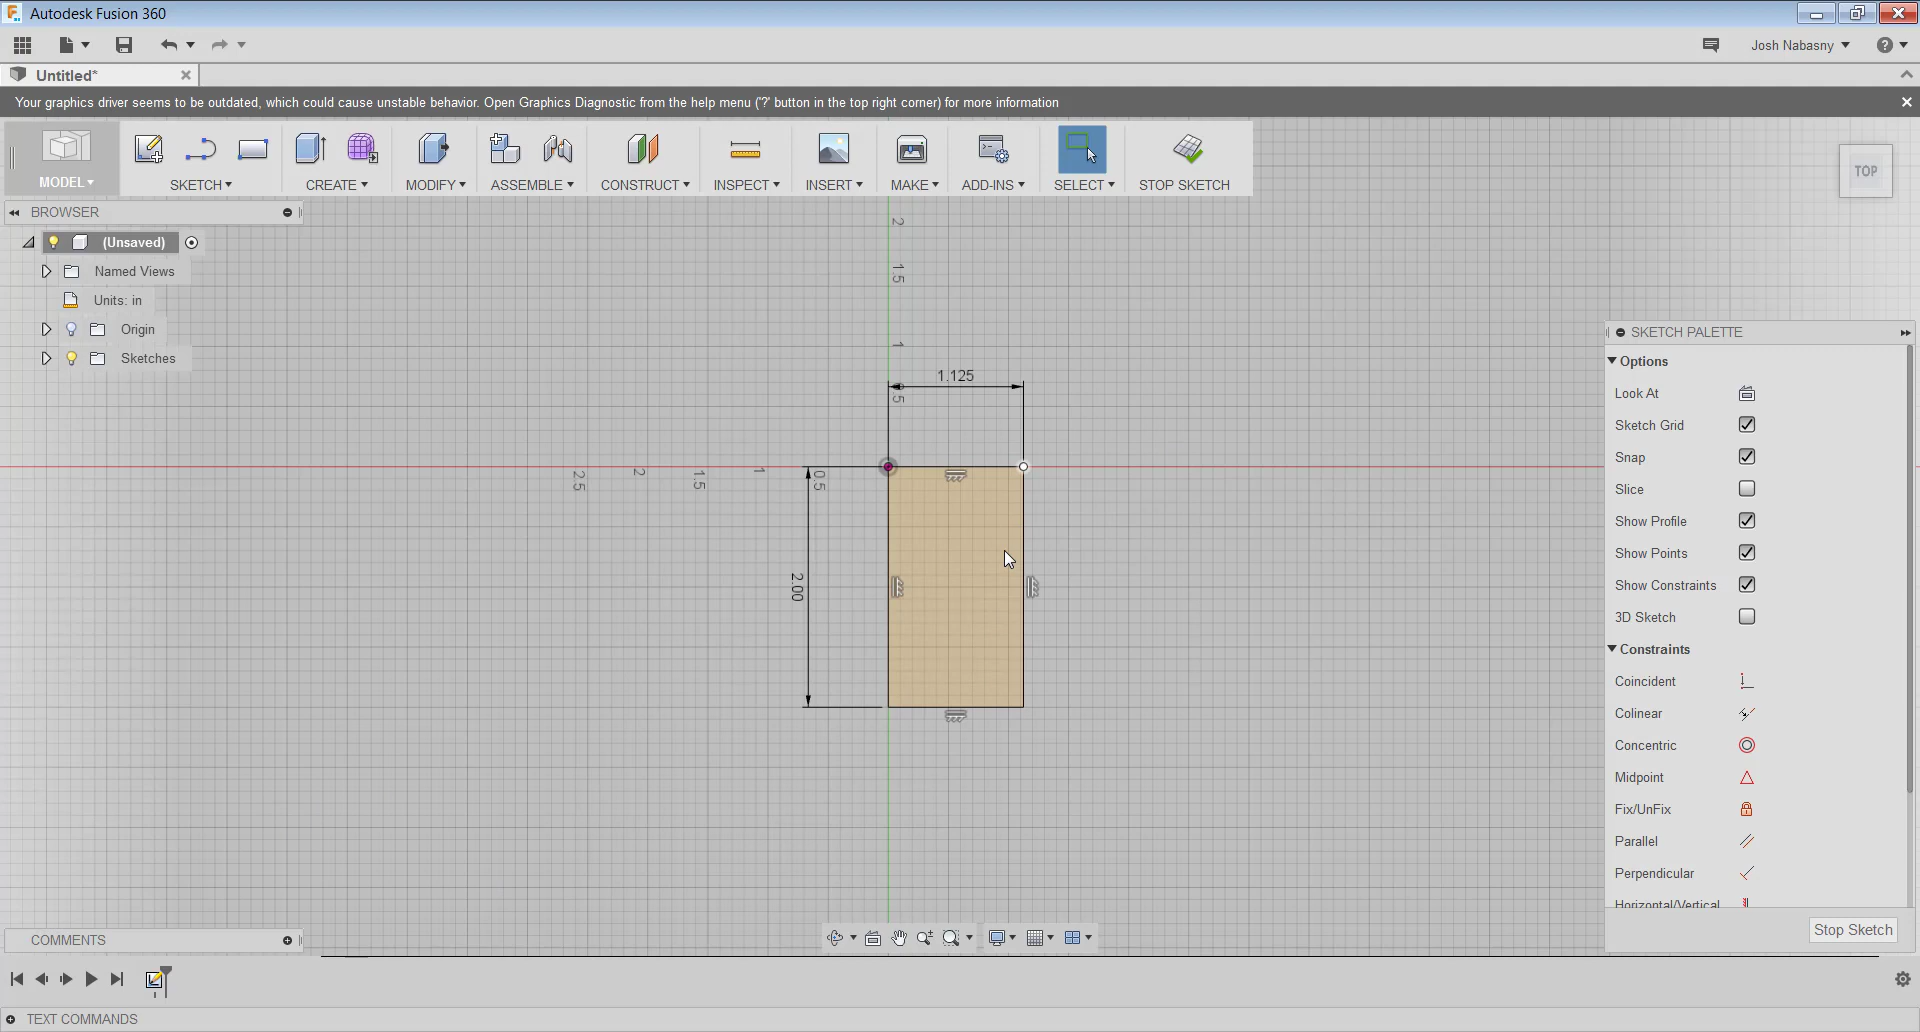 Autodesk Fusion 360
Josh Nabasny
Untitled*
Your graphics driver seems to be outdated, which could cause unstable behavior. Open Graphics Diagnostic from the help menu ('?' button in the top right corner) for more information
MODEL
SKETCH
CREATE
MODIFY
ASSEMBLE
CONSTRUCT
INSPECT
INSERT
MAKE
ADD-INS
SELECT
STOP SKETCH
TOP
BROWSER
(Unsaved)
Named Views
Units: in
Origin
Sketches
2
1.5
1
0.5
1.125
2.5
2
1.5
1
0.5
2.00
SKETCH PALETTE
Options
Look At
Sketch Grid
Snap
Slice
Show Profile
Show Points
Show Constraints
3D Sketch
Constraints
Coincident
Colinear
Concentric
Midpoint
Fix/UnFix
Parallel
Perpendicular
Horizontal/Vertical
Stop Sketch
COMMENTS
TEXT COMMANDS